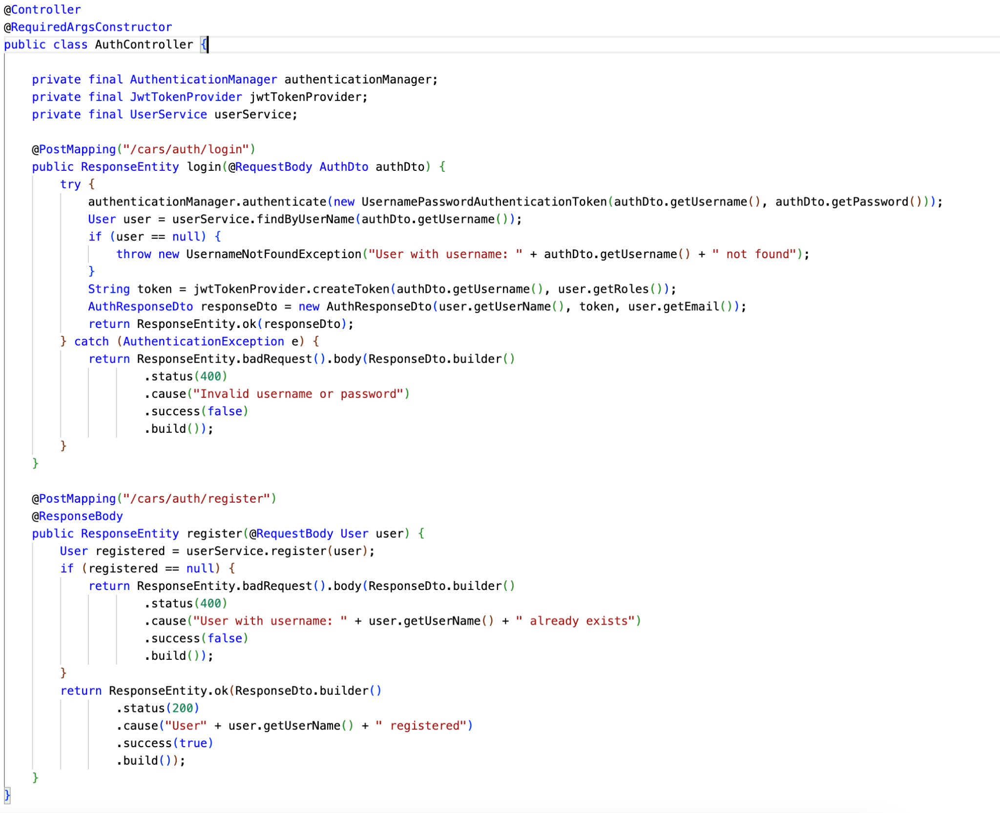 @Controller
@RequiredArgsConstructor
public class AuthController {
private final AuthenticationManager authenticationManager;
private final JwtTokenProvider jwtTokenProvider;
private final UserService userService;
@PostMapping("/cars/auth/login")
public ResponseEntity login(@RequestBody AuthDto authDto) {
try {
authenticationManager.authenticate(new UsernamePasswordAuthenticationToken(authDto.getUsername(), authDto.getPassword()));
User user = userService.findByUserName(authDto.getUsername());
if (user == null) {
throw new UsernameNotFoundException("User with username: " + authDto.getUsername() + " not found");
}
String token = jwtTokenProvider.createToken(authDto.getUsername(), user.getRoles());
AuthResponseDto responseDto = new AuthResponseDto(user.getUserName(), token, user.getEmail());
return ResponseEntity.ok(responseDto);
} catch (AuthenticationException e) {
return ResponseEntity.badRequest().body(ResponseDto.builder()
.status(400)
.cause("Invalid username or password")
.success(false)
.build());
}
}
@PostMapping("/cars/auth/register")
@ResponseBody
public ResponseEntity register(@RequestBody User user) {
User registered = userService.register(user);
if (registered == null) {
return ResponseEntity.badRequest().body(ResponseDto.builder()
.status(400)
.cause("User with username: " + user.getUserName() + " already exists")
.success(false)
.build());
}
return ResponseEntity.ok(ResponseDto.builder()
.status(200)
.cause("User" + user.getUserName() + " registered")
.success(true)
.build());
}
}